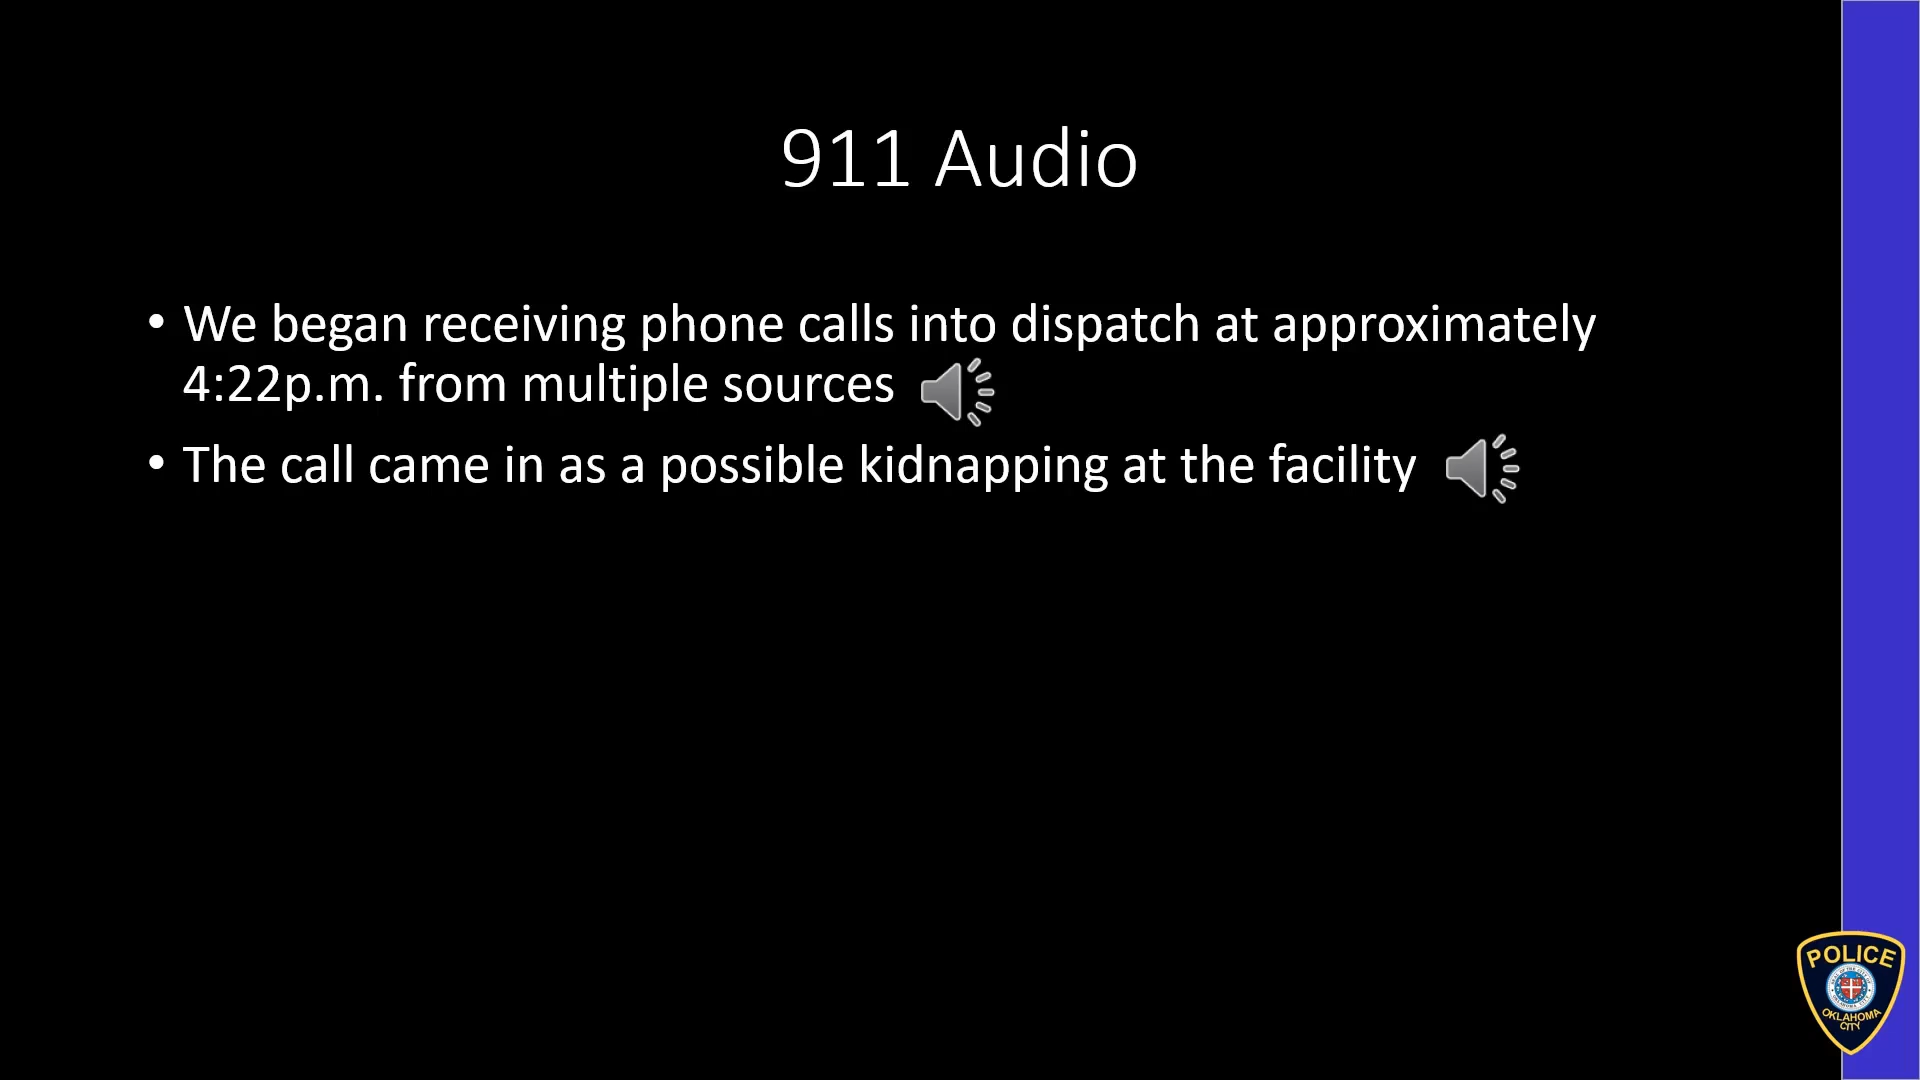 911 Audio
• We began receiving phone calls into dispatch at approximately
4:22p.m. from multiple sources
• The call came in as a possible kidnapping at the facility
POLICE
OKLAHOMA
CITY